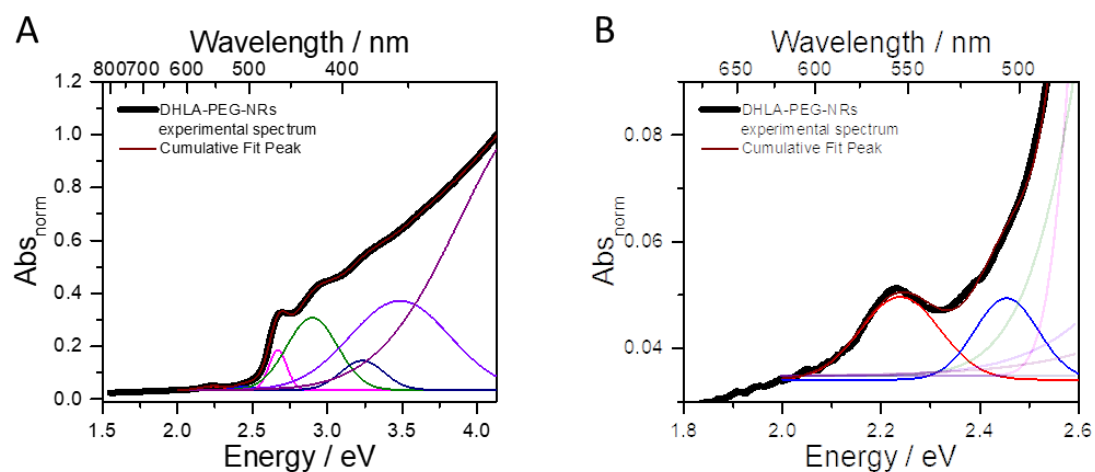 A
Wavelength / nm
800 700 600 500 400
1.2
1.0
0.8
0.6
0.4
0.2
0.0
Abs_norm
DHLA-PEG-NRs
experimental spectrum
Cumulative Fit Peak
1.5 2.0 2.5 3.0 3.5 4.0
Energy / eV
B
Wavelength / nm
650 600 550 500
0.08
0.06
0.04
Abs_norm
DHLA-PEG-NRs
experimental spectrum
Cumulative Fit Peak
1.8 2.0 2.2 2.4 2.6
Energy / eV